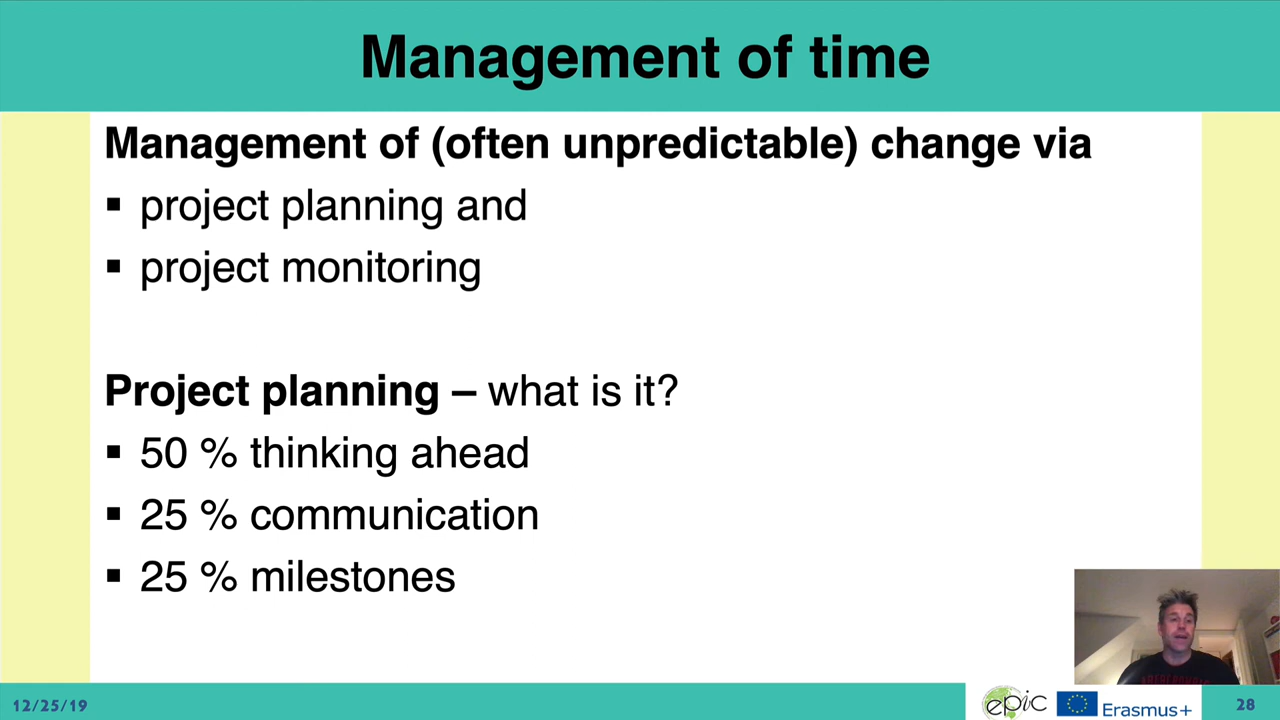 Management of time
Management of (often unpredictable) change via
▪ project planning and
▪ project monitoring
Project planning – what is it?
▪ 50 % thinking ahead
▪ 25 % communication
▪ 25 % milestones
12/25/19
epic
Erasmus+
28